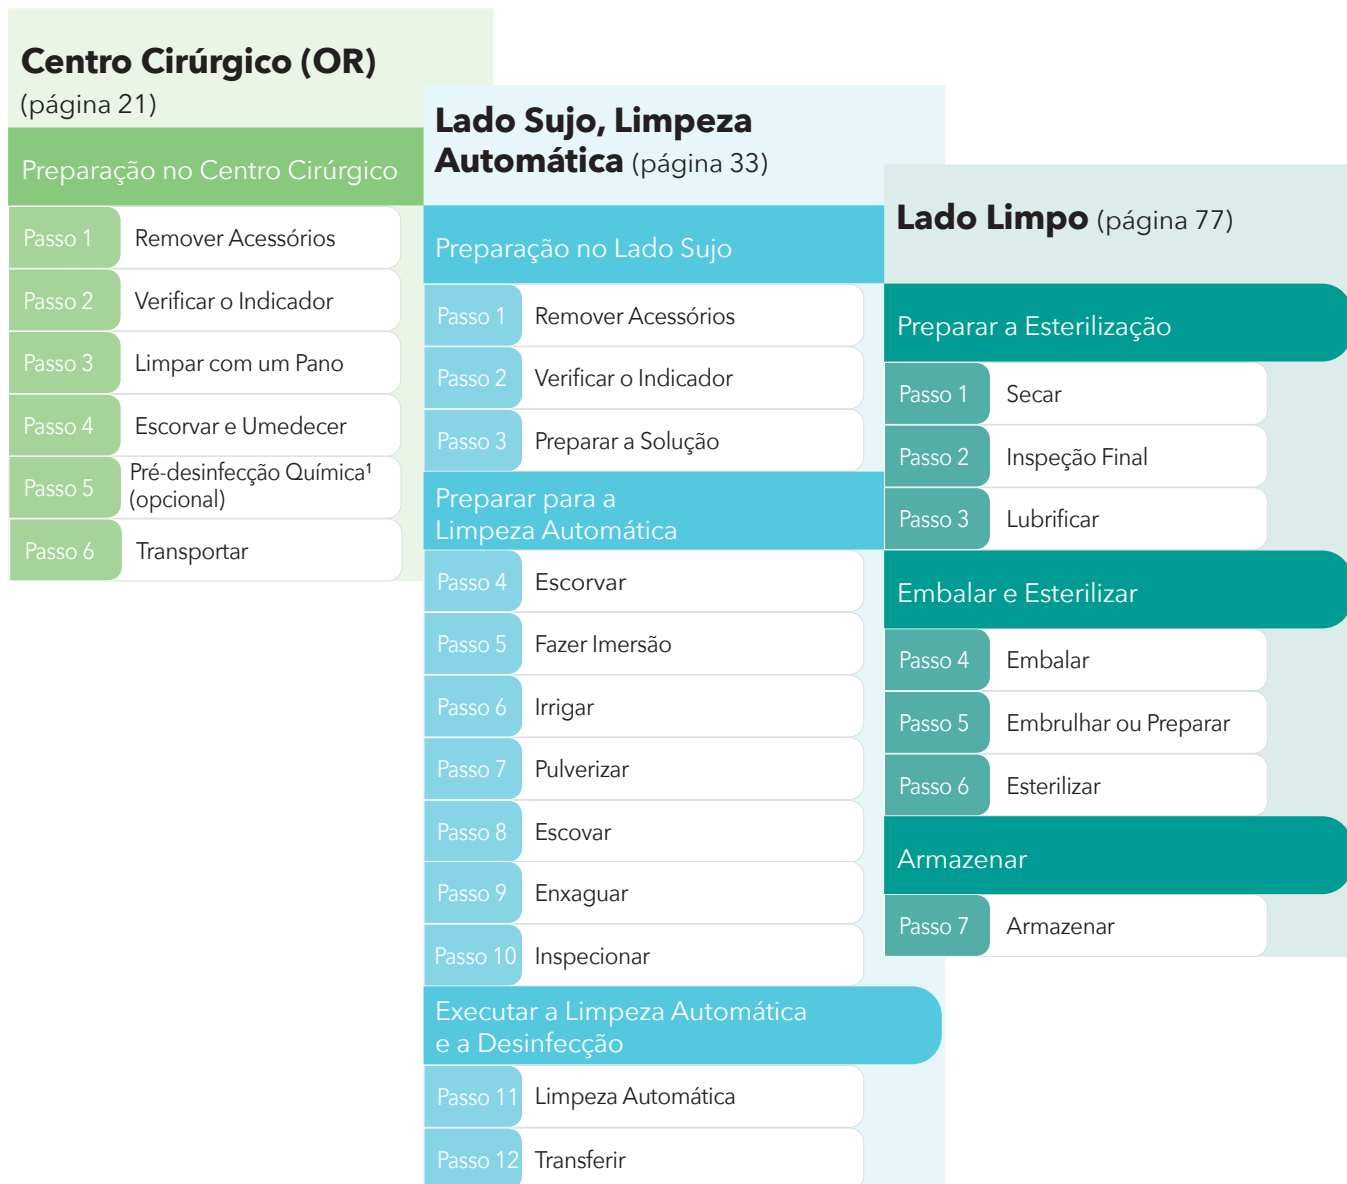 Centro Cirúrgico (OR)
(página 21)
Preparação no Centro Cirúrgico
Passo 1 Remover Acessórios
Passo 2 Verificar o Indicador
Passo 3 Limpar com um Pano
Passo 4 Escorvar e Umedecer
Passo 5 Pré-desinfecção Química¹
(opcional)
Passo 6 Transportar
Lado Sujo, Limpeza
Automática (página 33)
Preparação no Lado Sujo
Passo 1 Remover Acessórios
Passo 2 Verificar o Indicador
Passo 3 Preparar a Solução
Preparar para a
Limpeza Automática
Passo 4 Escorvar
Passo 5 Fazer Imersão
Passo 6 Irrigar
Passo 7 Pulverizar
Passo 8 Escovar
Passo 9 Enxaguar
Passo 10 Inspecionar
Executar a Limpeza Automática
e a Desinfecção
Passo 11 Limpeza Automática
Passo 12 Transferir
Lado Limpo (página 77)
Preparar a Esterilização
Passo 1 Secar
Passo 2 Inspeção Final
Passo 3 Lubrificar
Embalar e Esterilizar
Passo 4 Embalar
Passo 5 Embrulhar ou Preparar
Passo 6 Esterilizar
Armazenar
Passo 7 Armazenar